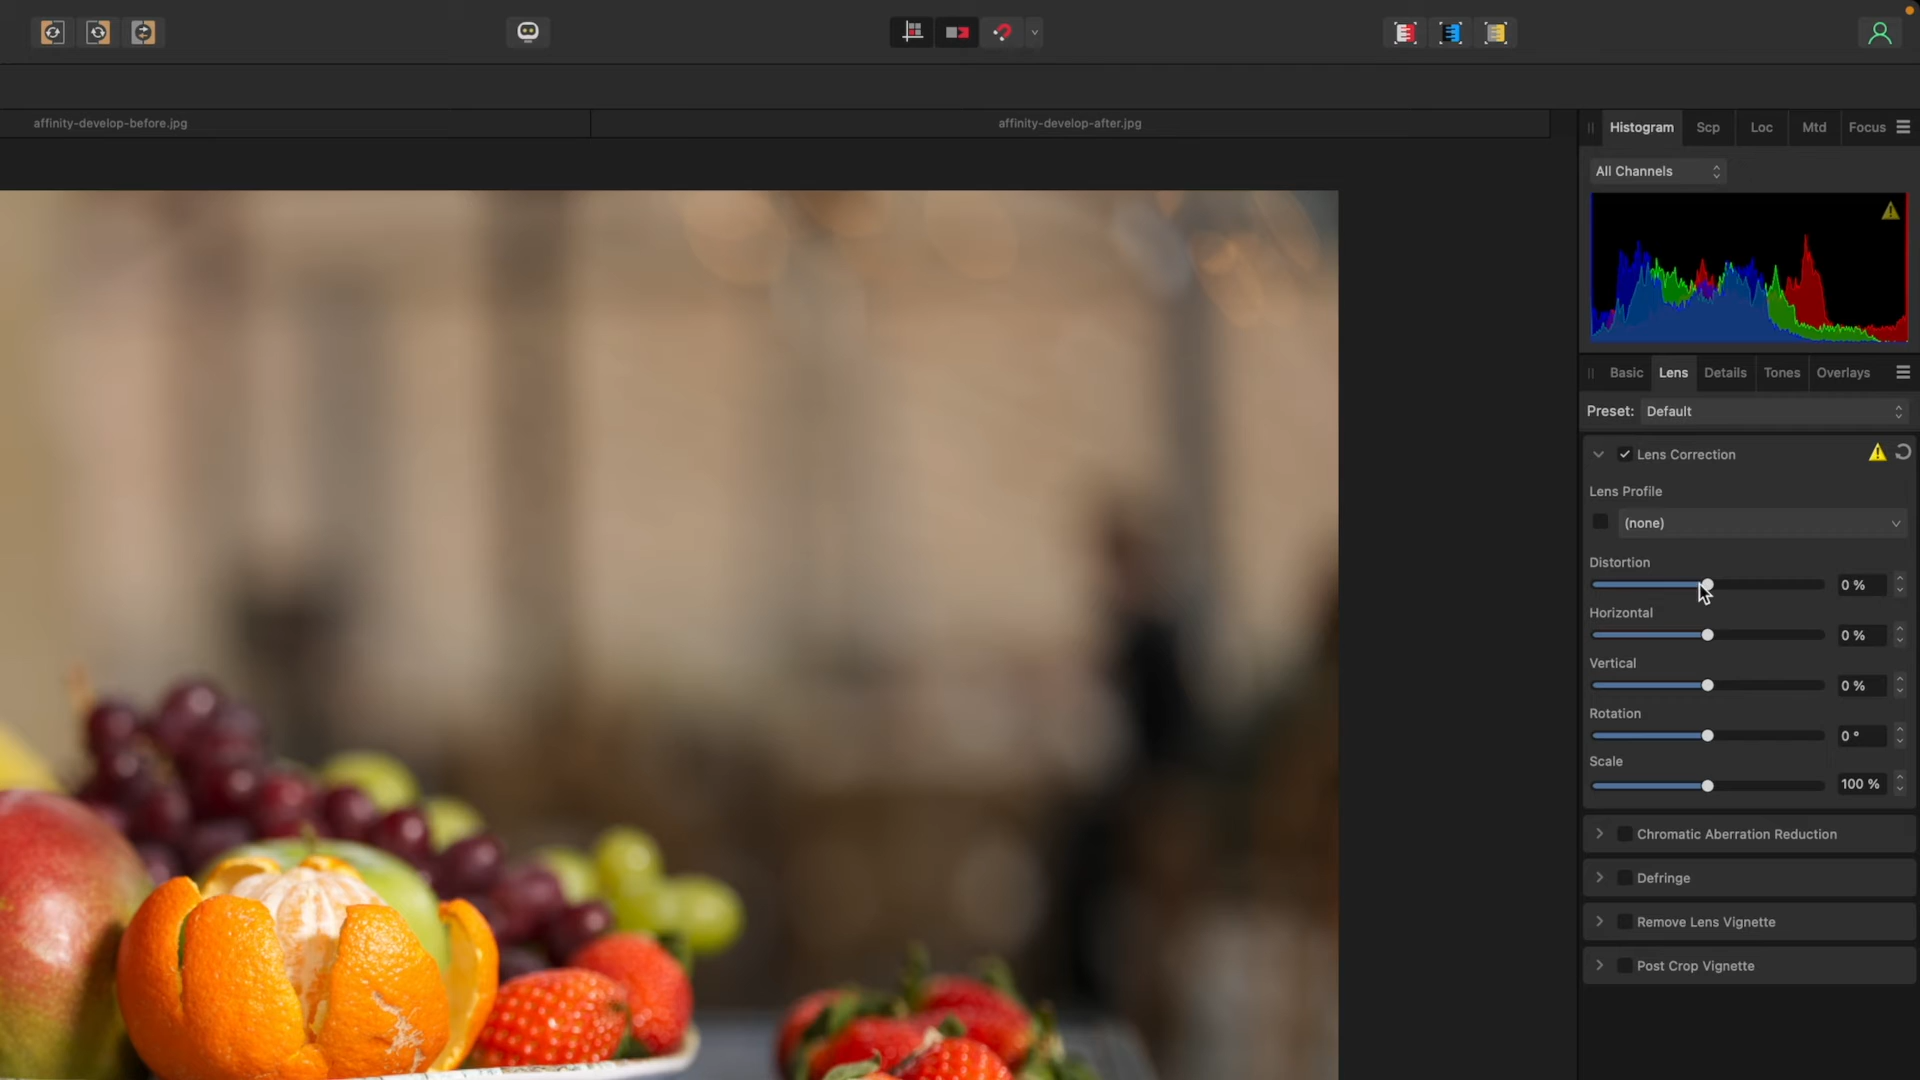 affinity-develop-before.jpg
affinity-develop-after.jpg
Histogram Scp Loc Mtd Focus
All Channels
Basic Lens Details Tones Overlays
Preset: Default
Lens Correction
Lens Profile
(none)
Distortion
0 %
Horizontal
0 %
Vertical
0 %
Rotation
0 °
Scale
100 %
Chromatic Aberration Reduction
Defringe
Remove Lens Vignette
Post Crop Vignette